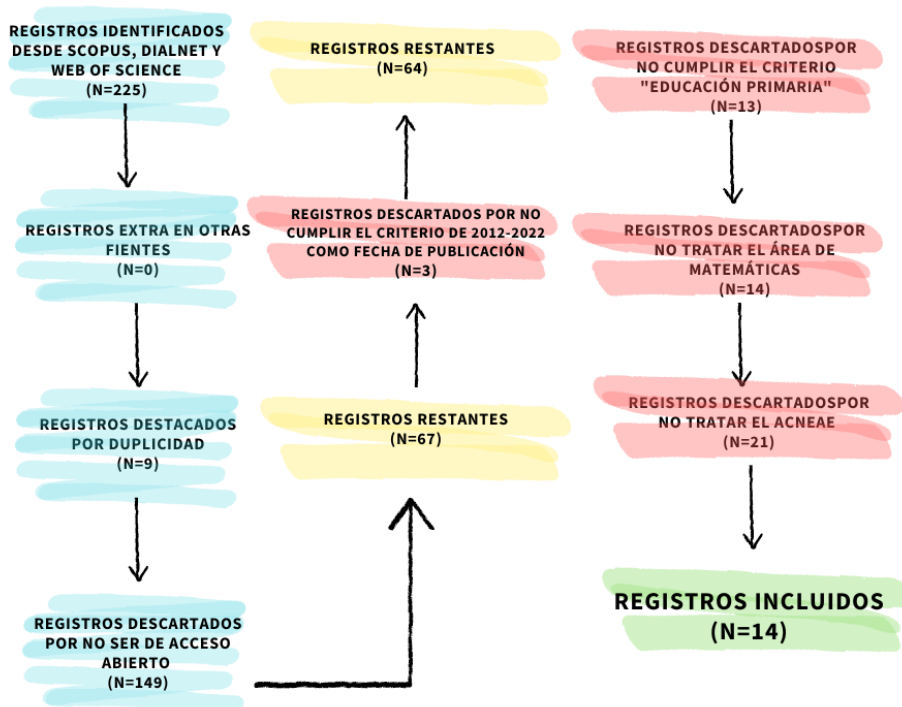 REGISTROS IDENTIFICADOS
DESDE SCOPUS, DIALNET Y
WEB OF SCIENCE
(N=225)
REGISTROS EXTRA EN OTRAS
FIENTES
(N=0)
REGISTROS DESTACADOS
POR DUPLICIDAD
(N=9)
REGISTROS DESCARTADOS
POR NO SER DE ACCESO
ABIERTO
(N=149)
REGISTROS RESTANTES
(N=67)
REGISTROS DESCARTADOS POR NO
CUMPLIR EL CRITERIO DE 2012-2022
COMO FECHA DE PUBLICACIÓN
(N=3)
REGISTROS RESTANTES
(N=64)
REGISTROS DESCARTADOSPOR
NO CUMPLIR EL CRITERIO
"EDUCACIÓN PRIMARIA"
(N=13)
REGISTROS DESCARTADOSPOR
NO TRATAR EL ÁREA DE
MATEMÁTICAS
(N=14)
REGISTROS DESCARTADOSPOR
NO TRATAR EL ACNEAE
(N=21)
REGISTROS INCLUIDOS
(N=14)